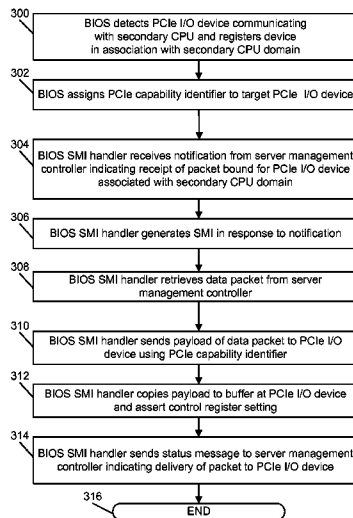 300
BIOS detects PCIe I/O device communicating
with secondary CPU and registers device
in association with secondary CPU domain
302
BIOS assigns PCIe capability identifier to target PCIe I/O device
304
BIOS SMI handler receives notification from server management
controller indicating receipt of packet bound for PCIe I/O device
associated with secondary CPU domain
306
BIOS SMI handler generates SMI in response to notification
308
BIOS SMI handler retrieves data packet from server
management controller
310
BIOS SMI handler sends payload of data packet to PCIe I/O
device using PCIe capability identifier
312
BIOS SMI handler copies payload to buffer at PCIe I/O device
and assert control register setting
314
BIOS SMI handler sends status message to server management
controller indicating delivery of packet to PCIe I/O device
316
END